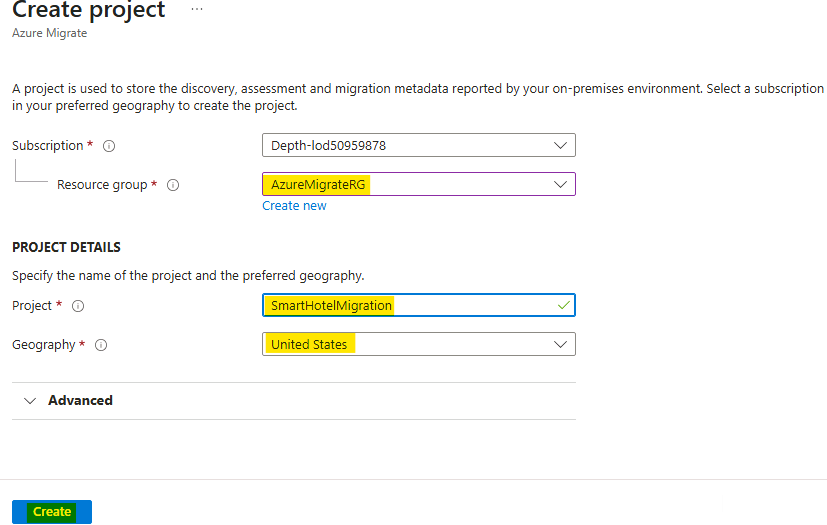 Create project ...
Azure Migrate
A project is used to store the discovery, assessment and migration metadata reported by your on-premises environment. Select a subscription
in your preferred geography to create the project.
Subscription *
Depth-lod50959878
Resource group *
AzureMigrateRG
Create new
PROJECT DETAILS
Specify the name of the project and the preferred geography.
Project *
SmartHotelMigration
Geography *
United States
Advanced
Create